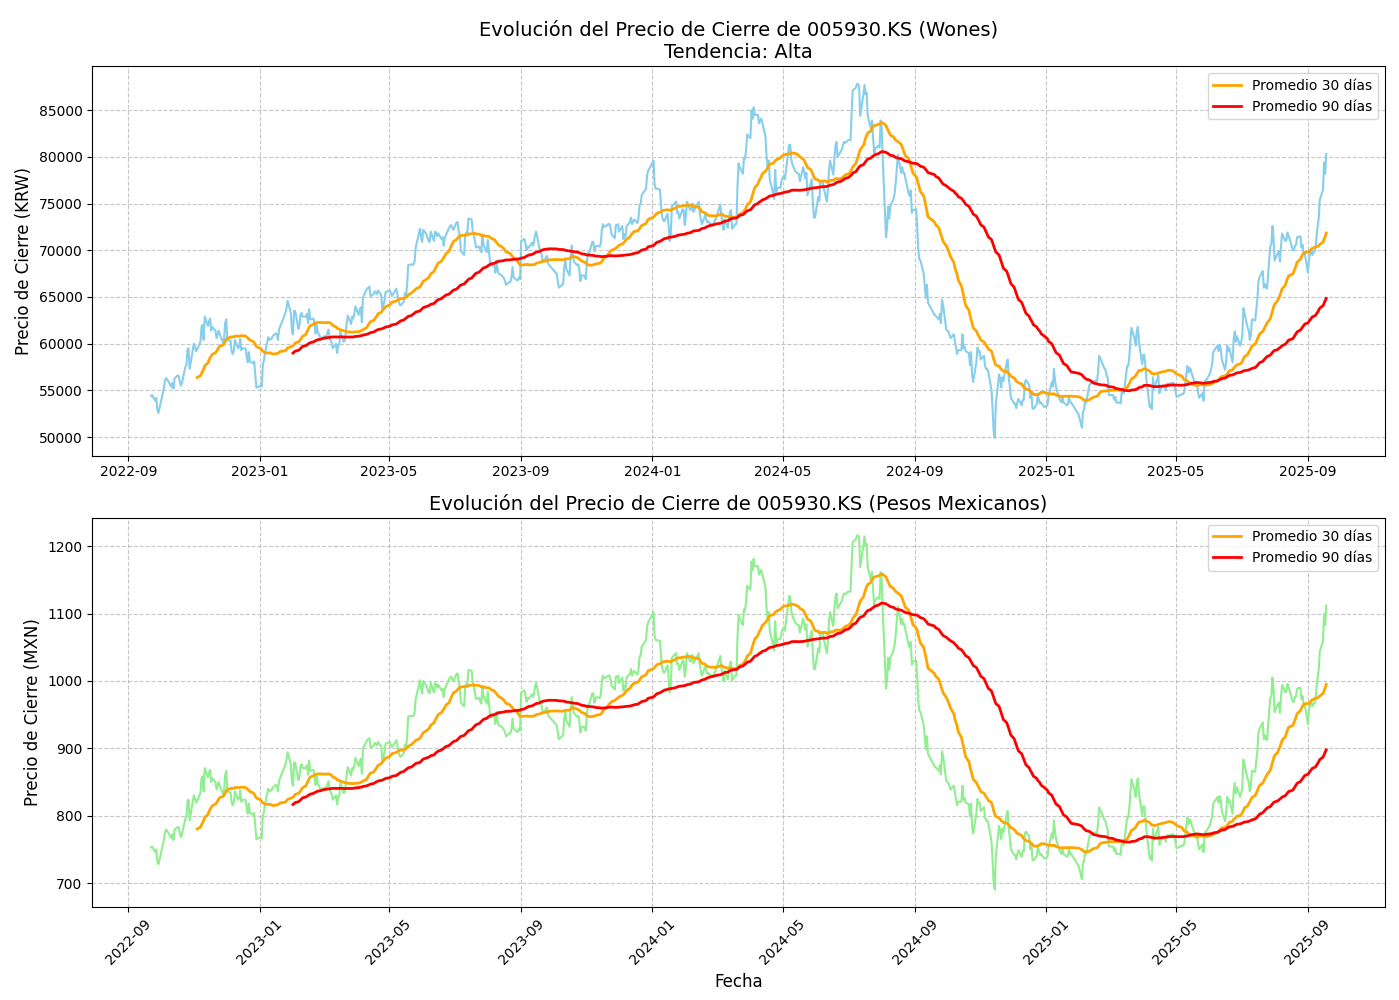 Evolución del Precio de Cierre de 005930.KS (Wones)
Tendencia: Alta
Precio de Cierre (KRW)
85000
80000
75000
70000
65000
60000
55000
50000
Promedio 30 días
Promedio 90 días
2022-09 2023-01 2023-05 2023-09 2024-01 2024-05 2024-09 2025-01 2025-05 2025-09
Evolución del Precio de Cierre de 005930.KS (Pesos Mexicanos)
Precio de Cierre (MXN)
1200
1100
1000
900
800
700
Promedio 30 días
Promedio 90 días
2022-09 2023-01 2023-05 2023-09 2024-01 2024-05 2024-09 2025-01 2025-05 2025-09
Fecha